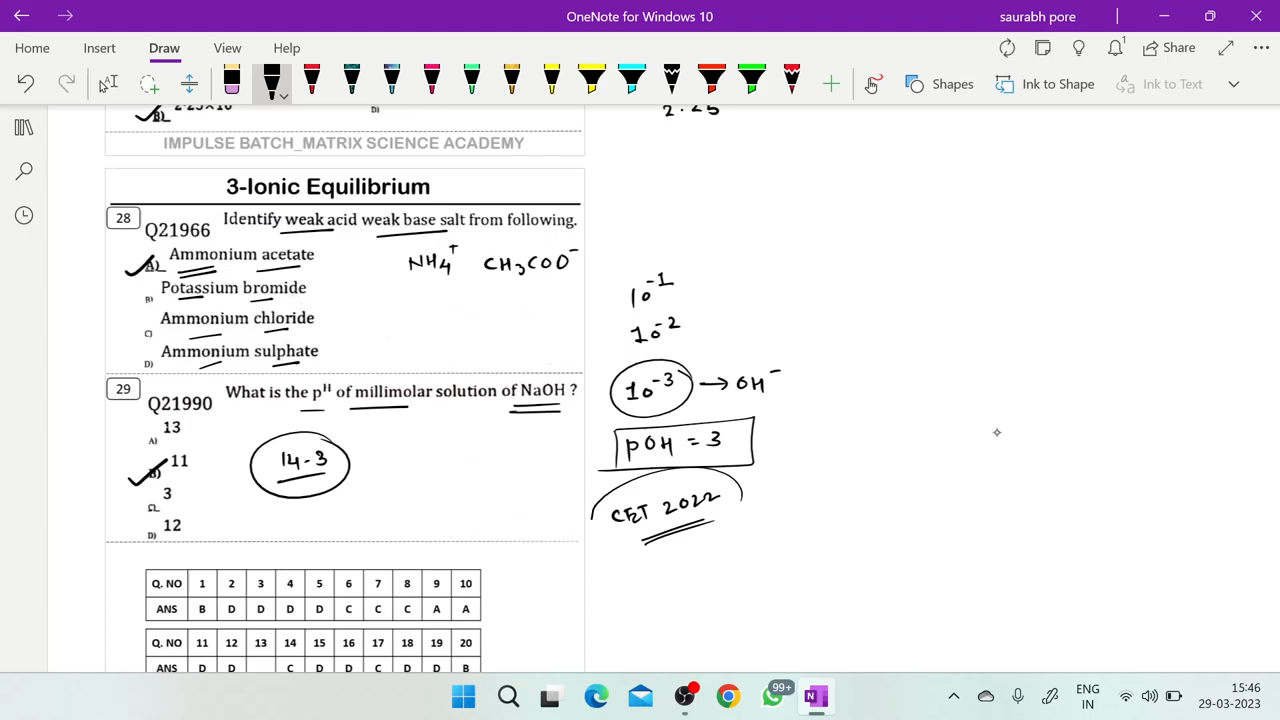 OneNote for Windows 10
saurabh pore
Home Insert Draw View Help
Share
Shapes
Ink to Shape
Ink to Text
B) 2·25×10
D)
2.25
IMPULSE BATCH_MATRIX SCIENCE ACADEMY
3-Ionic Equilibrium
28
Q21966
Identify weak acid weak base salt from following.
A) Ammonium acetate
NH4+ CH3COO-
B) Potassium bromide
C) Ammonium chloride
D) Ammonium sulphate
10-1
10-2
10-3 → OH-
pOH = 3
CET 2022
29
Q21990
What is the pH of millimolar solution of NaOH ?
A) 13
B) 11
14-3
C) 3
D) 12
Q. NO 1 2 3 4 5 6 7 8 9 10
ANS B D D D D C C C A A
Q. NO 11 12 13 14 15 16 17 18 19 20
ANS D D C D D C D D B
99+
ENG
IN
15:46
29-03-2023